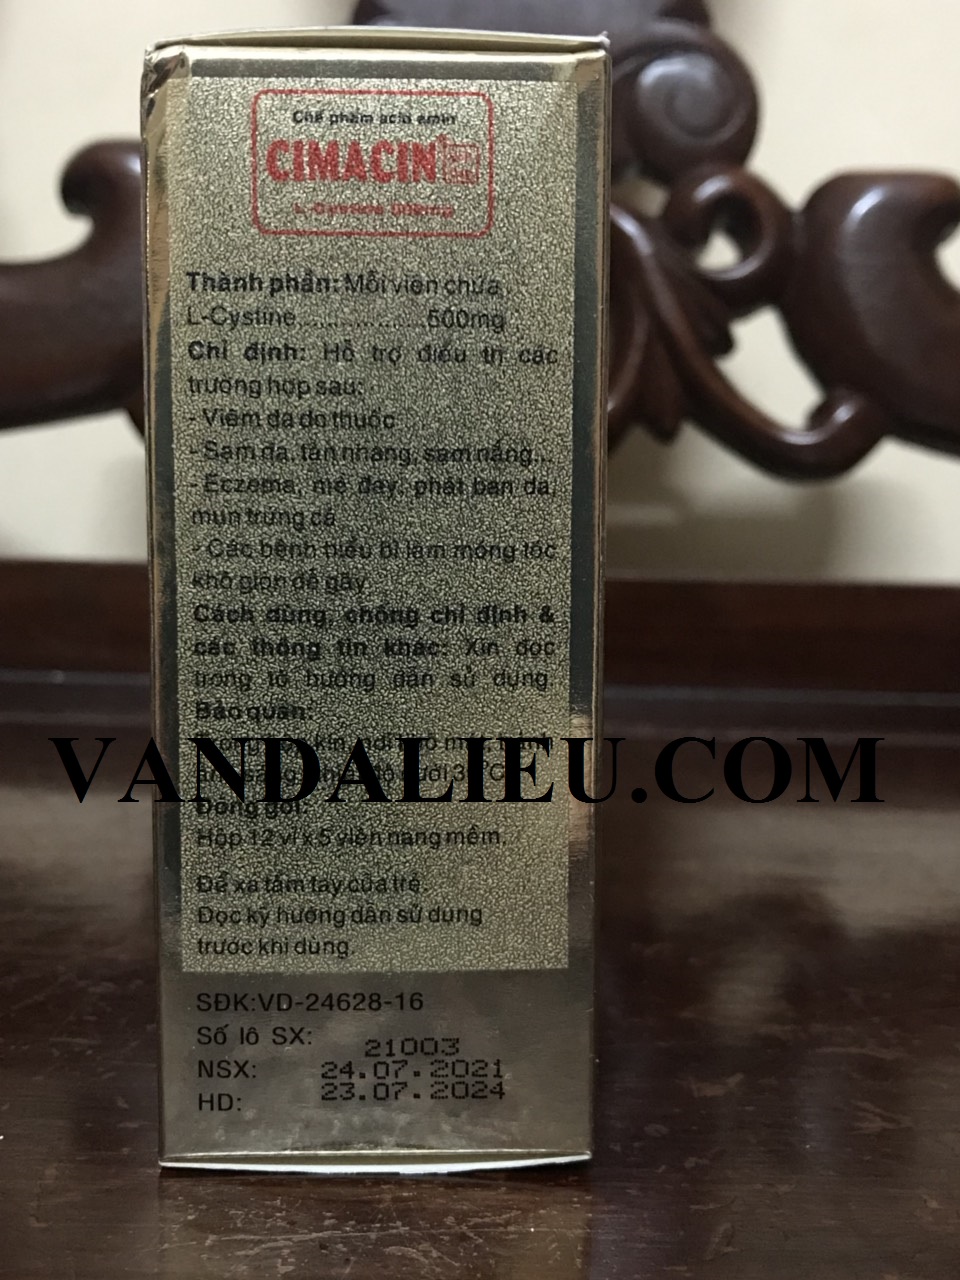 Chế phẩm acid amin
CIMACIN
L-Cystine 500mg
Thành phần: Mỗi viên chứa
L-Cystine..................500mg
Chỉ định: Hỗ trợ điều trị các
trường hợp sau:
- Viêm da do thuốc
- Sạm da, tàn nhang, sạm nắng...
- Eczema, mề đay, phát ban da,
mụn trứng cá
- Các bệnh biểu bì làm móng tóc
khô giòn dễ gãy
Cách dùng, chống chỉ định &
các thông tin khác: Xin đọc
trong tờ hướng dẫn sử dụng.
Bảo quản:
VANDALIEU.COM
Đóng gói:
Hộp 12 vỉ x 5 viên nang mềm.
Để xa tầm tay của trẻ.
Đọc kỹ hướng dẫn sử dụng
trước khi dùng.
SĐK:VD-24628-16
Số lô SX: 21003
NSX: 24.07.2021
HD: 23.07.2024